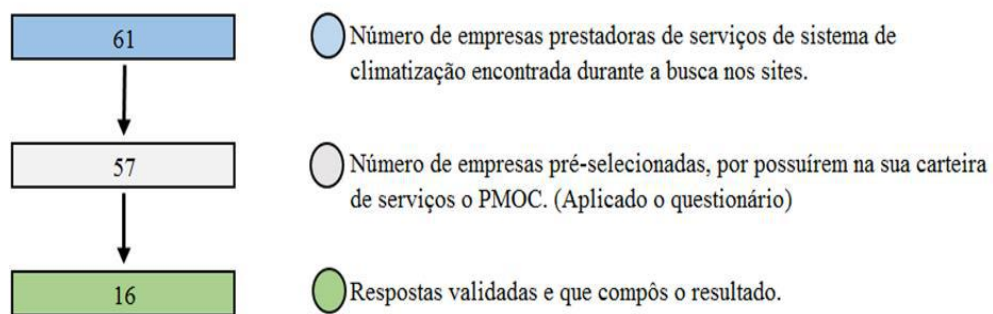 61
Número de empresas prestadoras de serviços de sistema de
climatização encontrada durante a busca nos sites.
57
Número de empresas pré-selecionadas, por possuírem na sua carteira
de serviços o PMOC. (Aplicado o questionário)
16
Respostas validadas e que compôs o resultado.